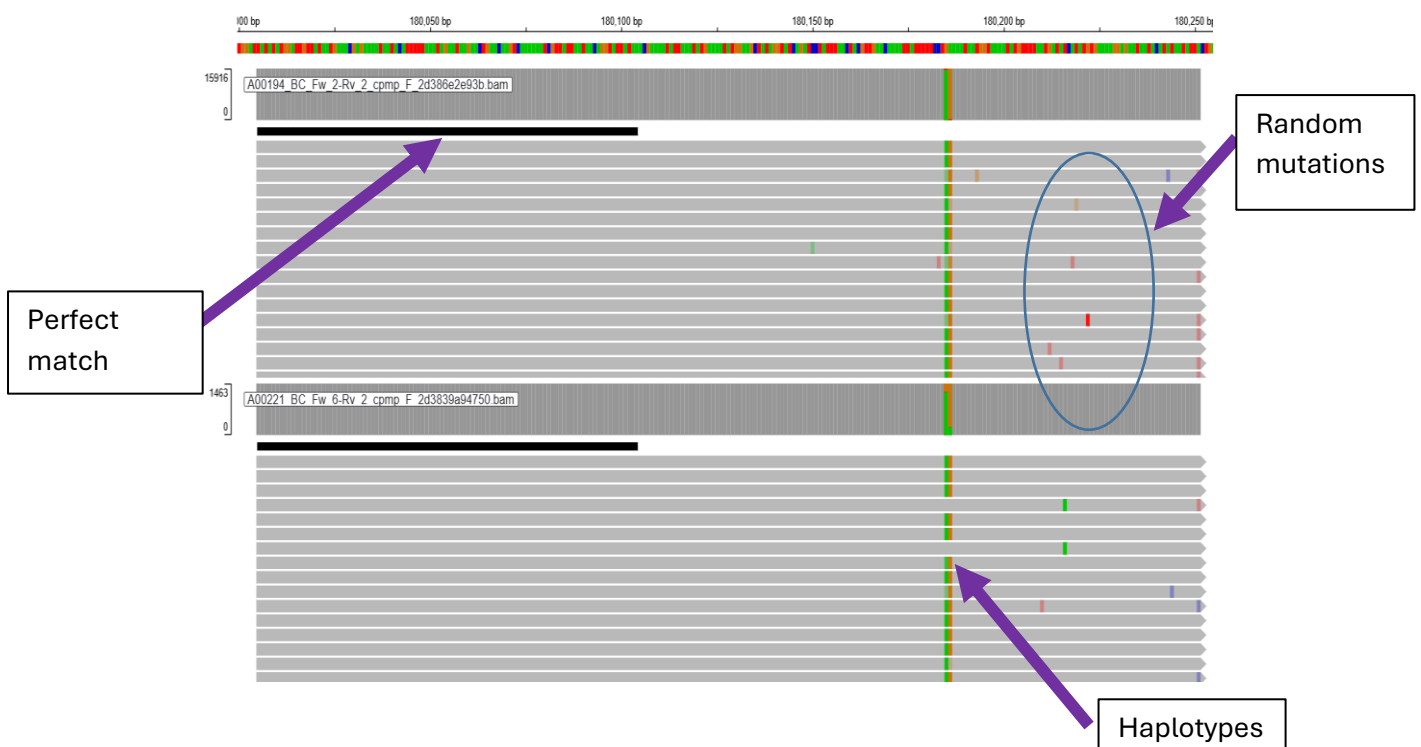 )00 bp 180,050 bp 180,100 bp 180,150 bp 180,200 bp 180,250 bp
15916
A00194_BC_Fw_2-Rv_2_cpmp_F_2d386e2e93b.bam
0
Random
mutations
Perfect
match
1463
A00221_BC_Fw_6-Rv_2_cpmp_F_2d3839a94750.bam
0
Haplotypes